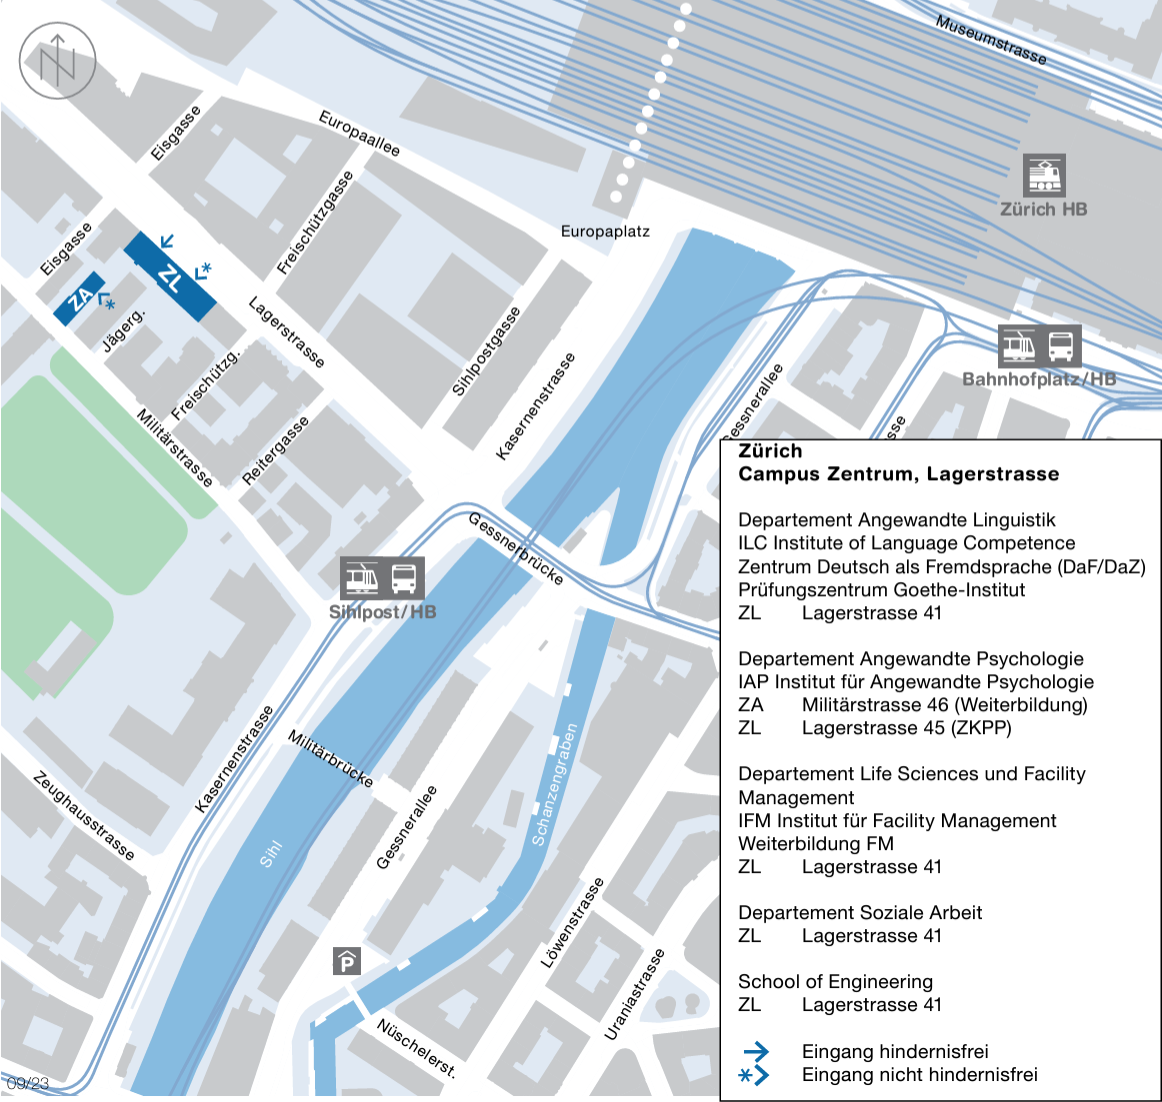 Museumstrasse
Europaallee
Eisgasse
Zürich HB
Freischützgasse
Europaplatz
Eisgasse
ZL
ZA
Jägerg.
Lagerstrasse
Sihlpostgasse
Bahnhofplatz/HB
Freischützg.
Kasernenstrasse
essnerallee
sse
Militärstrasse
Reitergasse
Gessnerbrücke
Sihlpost/HB
Militärbrücke
Kasernenstrasse
Zeughausstrasse
Gessnerallee
Schanzengraben
Sihl
Löwenstrasse
P
Uraniastrasse
Nüschelerst.
09/23
Zürich
Campus Zentrum, Lagerstrasse
Departement Angewandte Linguistik
ILC Institute of Language Competence
Zentrum Deutsch als Fremdsprache (DaF/DaZ)
Prüfungszentrum Goethe-Institut
ZL Lagerstrasse 41
Departement Angewandte Psychologie
IAP Institut für Angewandte Psychologie
ZA Militärstrasse 46 (Weiterbildung)
ZL Lagerstrasse 45 (ZKPP)
Departement Life Sciences und Facility
Management
IFM Institut für Facility Management
Weiterbildung FM
ZL Lagerstrasse 41
Departement Soziale Arbeit
ZL Lagerstrasse 41
School of Engineering
ZL Lagerstrasse 41
Eingang hindernisfrei
Eingang nicht hindernisfrei